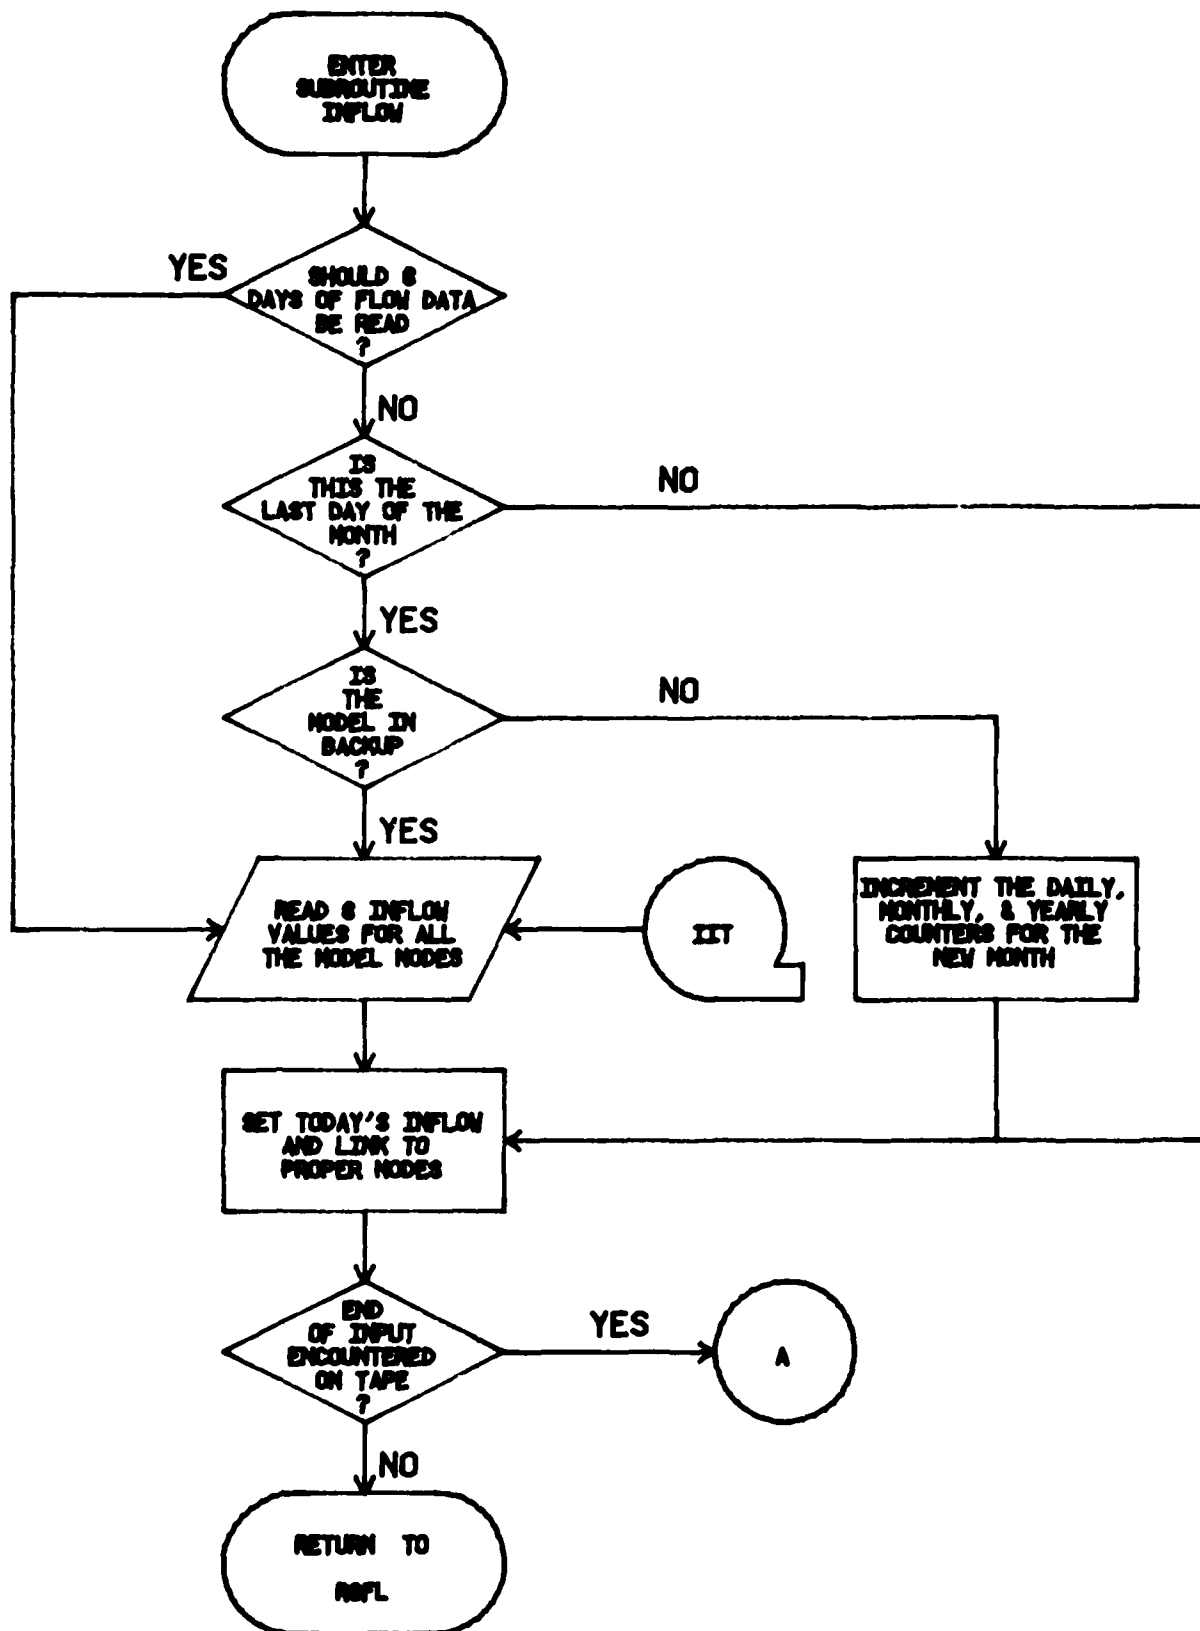 ENTER
SUBROUTINE
INFLOW
YES
SHOULD
DAYS OF FLOW DATA
BE READ
?
NO
IS
THIS THE
LAST DAY OF THE
MONTH
?
NO
YES
IS
THE
MODEL IN
BACKUP
?
NO
YES
READ INFLOW
VALUES FOR ALL
THE MODEL NODES
IIT
INCREMENT THE DAILY,
MONTHLY, & YEARLY
COUNTERS FOR THE
NEW MONTH
SET TODAY'S INFLOW
AND LINK TO
PROPER NODES
END
OF INPUT
ENCOUNTERED
ON TAPE
?
YES
A
NO
RETURN TO